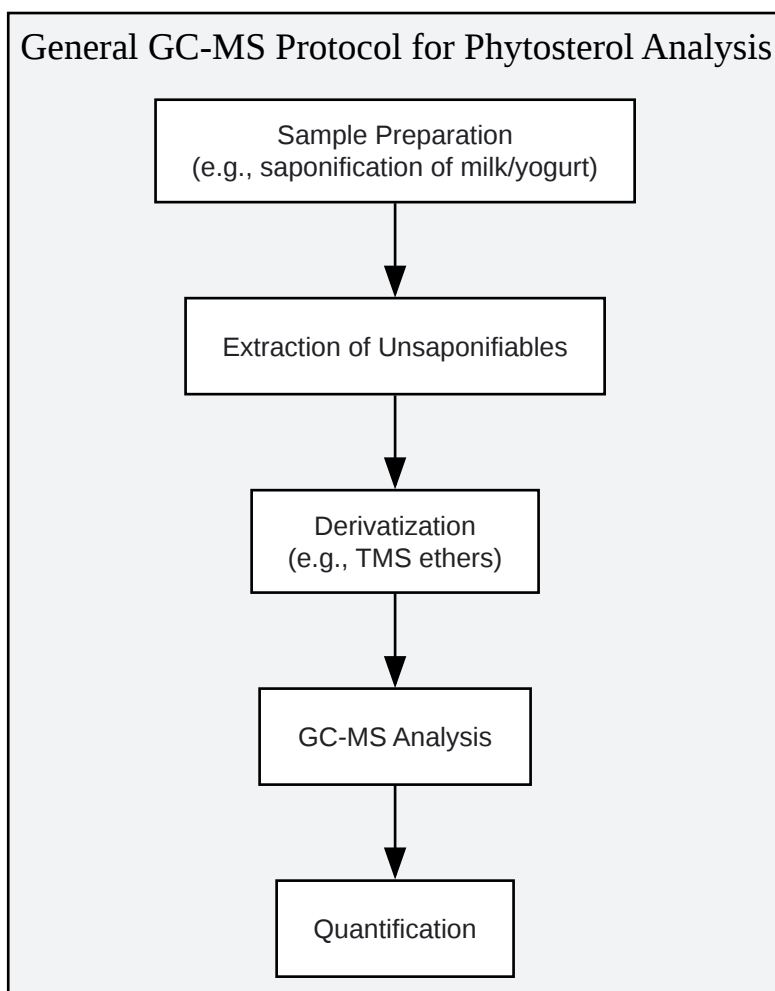 General GC-MS Protocol for Phytosterol Analysis
Sample Preparation
(e.g., saponification of milk/yogurt)
Extraction of Unsaponifiables
Derivatization
(e.g., TMS ethers)
GC-MS Analysis
Quantification